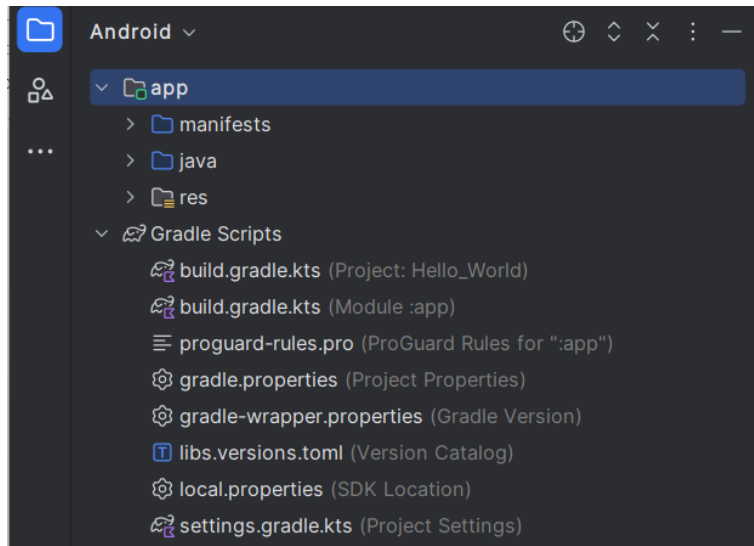 Android
app
manifests
java
res
Gradle Scripts
build.gradle.kts (Project: Hello_World)
build.gradle.kts (Module :app)
proguard-rules.pro (ProGuard Rules for ":app")
gradle.properties (Project Properties)
gradle-wrapper.properties (Gradle Version)
libs.versions.toml (Version Catalog)
local.properties (SDK Location)
settings.gradle.kts (Project Settings)